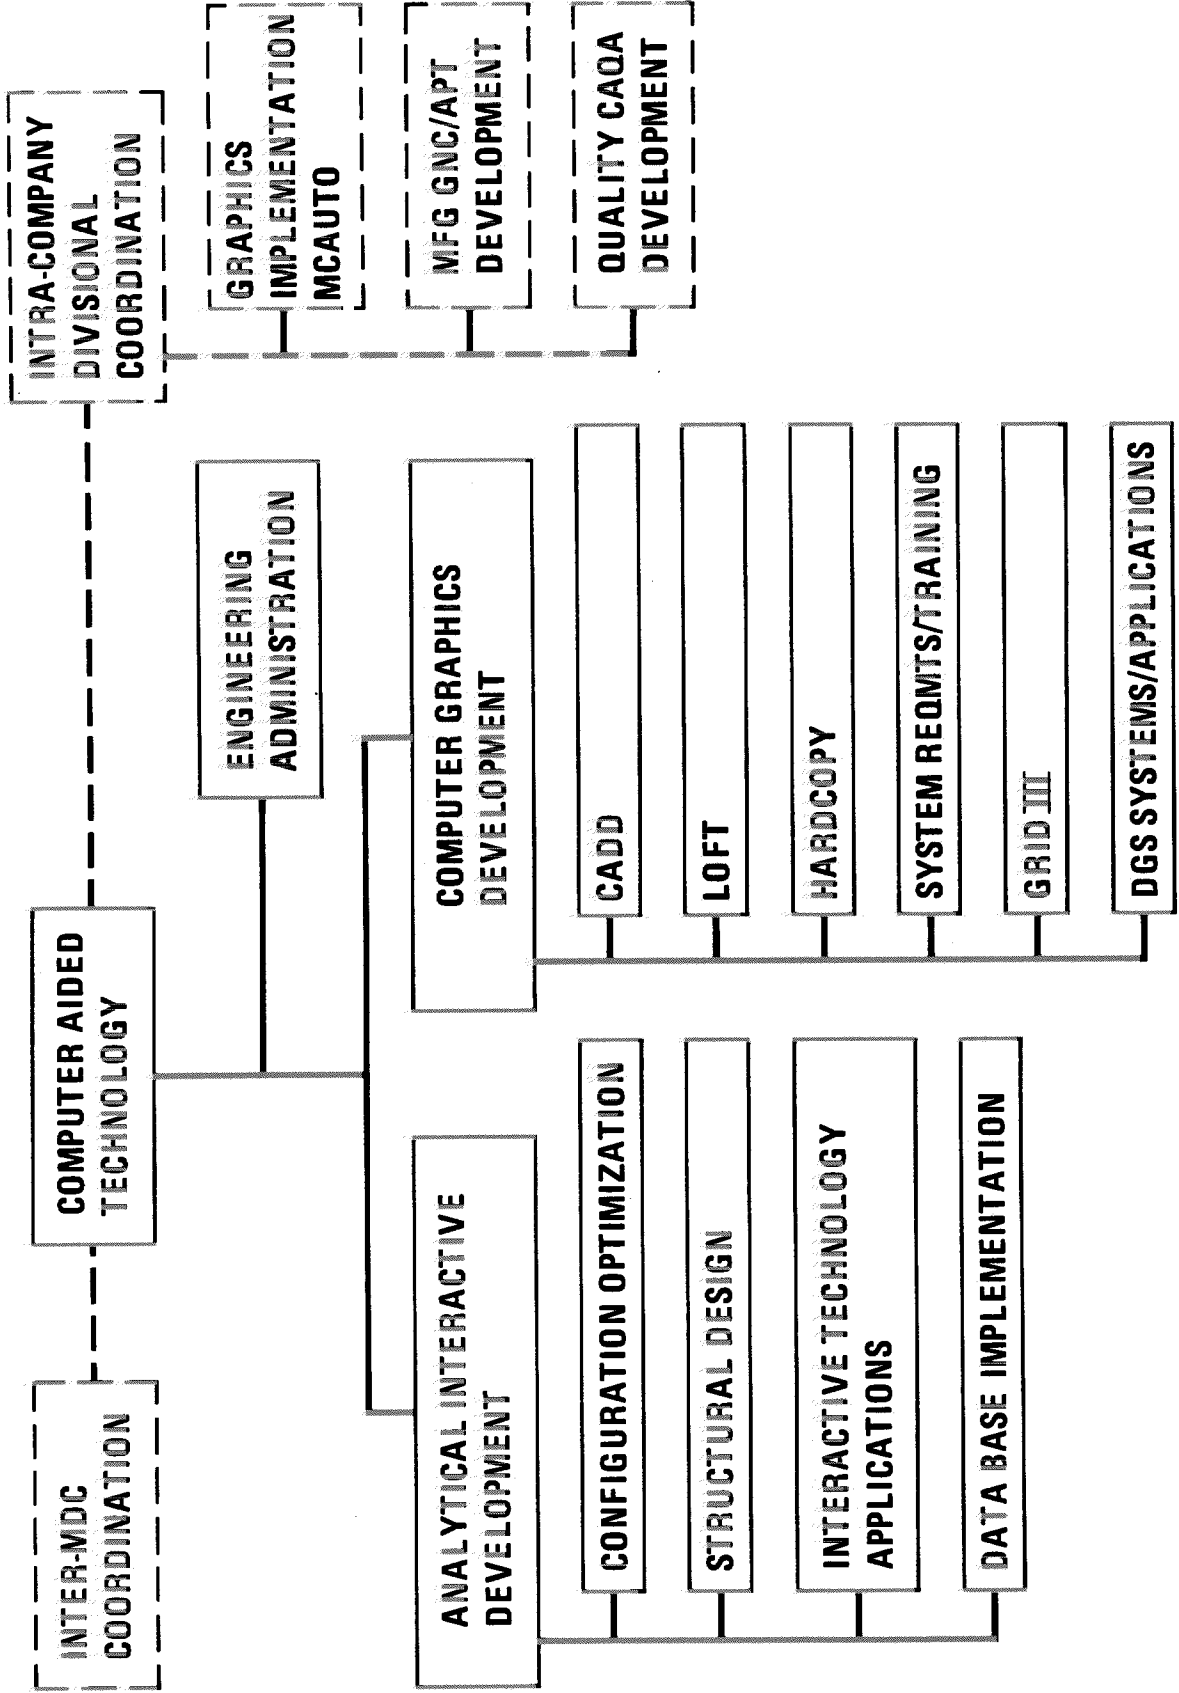 INTER-MDC
COORDINATION
COMPUTER AIDED
TECHNOLOGY
INTRA-COMPANY
DIVISIONAL
COORDINATION
ENGINEERING
ADMINISTRATION
GRAPHICS
IMPLEMENTATION
MCAUTO
MFG GNC/APT
DEVELOPMENT
QUALITY CAQA
DEVELOPMENT
ANALYTICAL INTERACTIVE
DEVELOPMENT
CONFIGURATION OPTIMIZATION
STRUCTURAL DESIGN
INTERACTIVE TECHNOLOGY
APPLICATIONS
DATA BASE IMPLEMENTATION
COMPUTER GRAPHICS
DEVELOPMENT
CADD
LOFT
HARDCOPY
SYSTEM REQMTS/TRAINING
GRID III
DGS SYSTEMS/APPLICATIONS